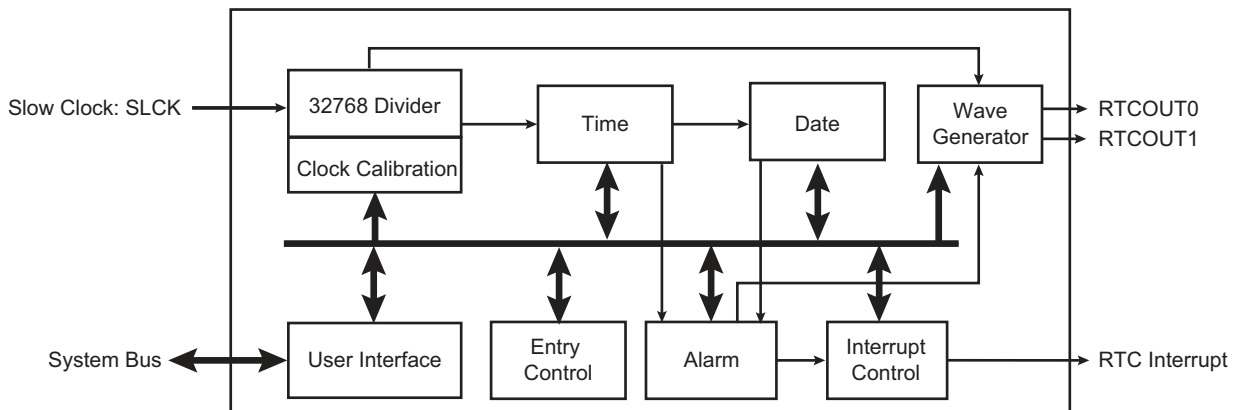 Slow Clock: SLCK
32768 Divider
Clock Calibration
Time
Date
Wave
Generator
RTCOUT0
RTCOUT1
System Bus
User Interface
Entry
Control
Alarm
Interrupt
Control
RTC Interrupt